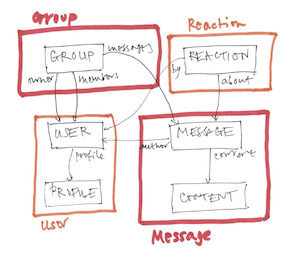 Group
Reaction
GROUP
messages
REACTION
owner
members
by
about
USER
MESSAGE
profile
author
content
PROFILE
CONTENT
User
Message